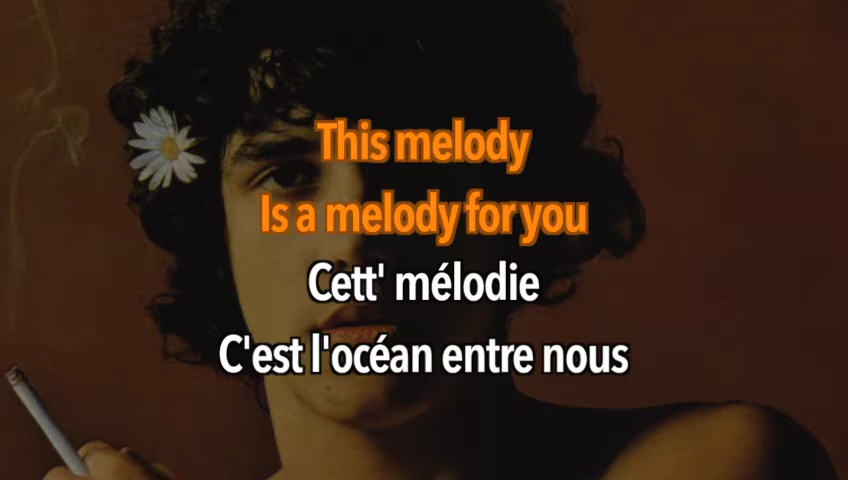 This melody
Is a melody for you
Cett' mélodie
C'est l'océan entre nous